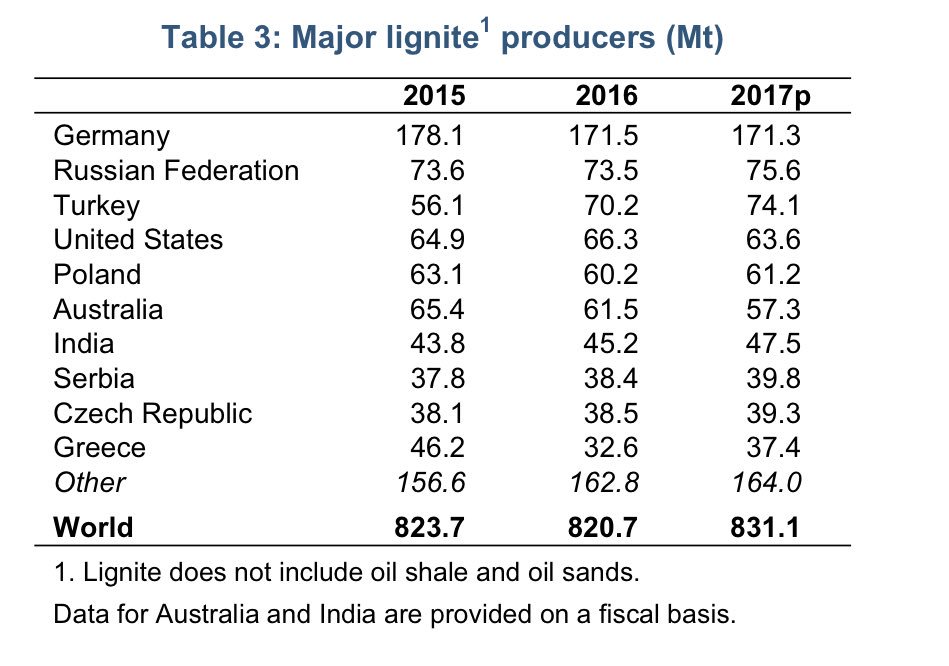 Table 3: Major lignite1 producers (Mt)
2015 2016 2017p
Germany 178.1 171.5 171.3
Russian Federation 73.6 73.5 75.6
Turkey 56.1 70.2 74.1
United States 64.9 66.3 63.6
Poland 63.1 60.2 61.2
Australia 65.4 61.5 57.3
India 43.8 45.2 47.5
Serbia 37.8 38.4 39.8
Czech Republic 38.1 38.5 39.3
Greece 46.2 32.6 37.4
Other 156.6 162.8 164.0
World 823.7 820.7 831.1
1. Lignite does not include oil shale and oil sands.
Data for Australia and India are provided on a fiscal basis.